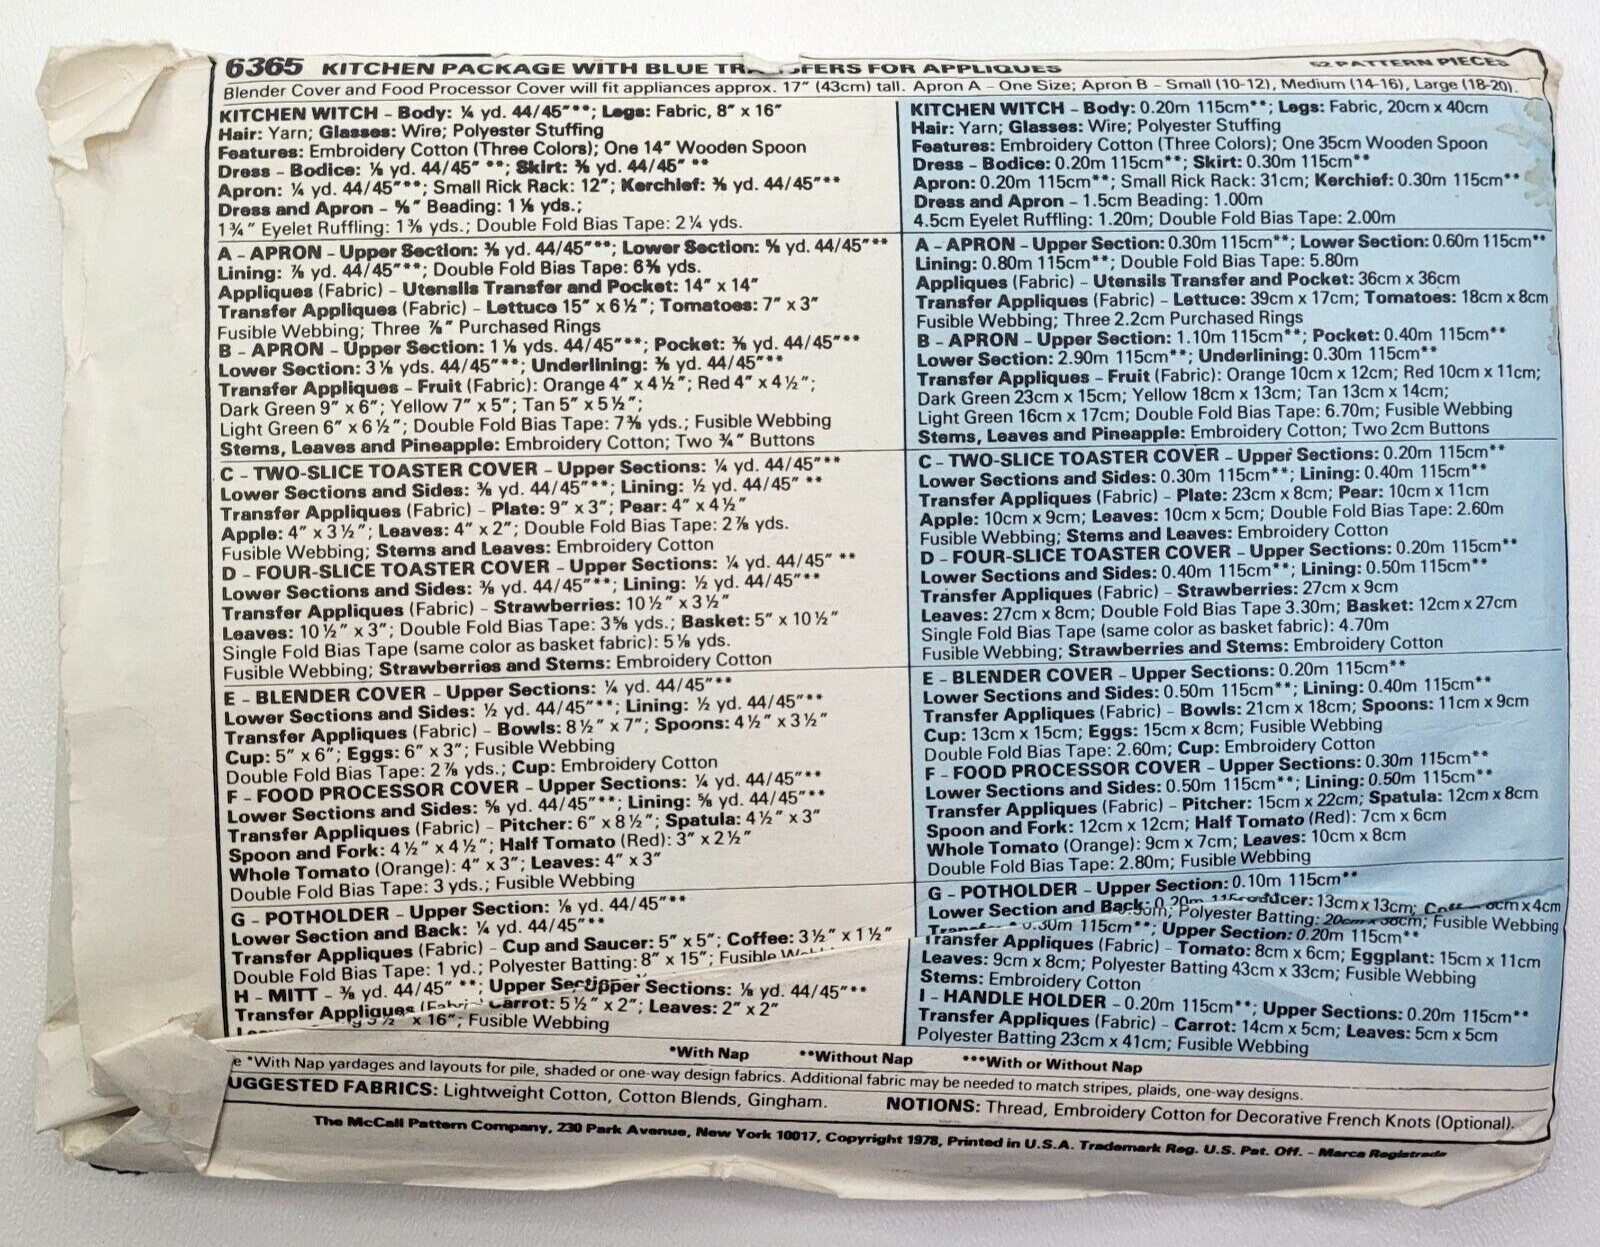 6365 KITCHEN PACKAGE WITH BLUE TRANSFERS FOR APPLIQUES
52 PATTERN PIECES
Blender Cover and Food Processor Cover will fit appliances approx. 17" (43cm) tall. Apron A - One Size; Apron B - Small (10-12), Medium (14-16), Large (18-20).
KITCHEN WITCH - Body: ¼ yd. 44/45"**; Legs: Fabric, 8" x 16"
Hair: Yarn; Glasses: Wire; Polyester Stuffing
Features: Embroidery Cotton (Three Colors); One 14" Wooden Spoon
Dress - Bodice: ⅛ yd. 44/45" **; Skirt: ⅜ yd. 44/45" **
Apron: ¼ yd. 44/45"**; Small Rick Rack: 12"; Kerchief: ⅜ yd. 44/45"**
Dress and Apron - ⅝" Beading: 1⅛ yds.;
1¾" Eyelet Ruffling: 1⅜ yds.; Double Fold Bias Tape: 2¼ yds.
A - APRON - Upper Section: ⅜ yd. 44/45"**; Lower Section: ⅝ yd. 44/45"**
Lining: ⅞ yd. 44/45"**; Double Fold Bias Tape: 6⅜ yds.
Appliques (Fabric) - Utensils Transfer and Pocket: 14" x 14"
Transfer Appliques (Fabric) - Lettuce 15" x 6½"; Tomatoes: 7" x 3"
Fusible Webbing; Three ⅞" Purchased Rings
B - APRON - Upper Section: 1⅛ yds. 44/45"**; Pocket: ⅜ yd. 44/45"**
Lower Section: 3⅛ yds. 44/45"**; Underlining: ⅜ yd. 44/45"**
Transfer Appliques - Fruit (Fabric): Orange 4" x 4½"; Red 4" x 4½";
Dark Green 9" x 6"; Yellow 7" x 5"; Tan 5" x 5½";
Light Green 6" x 6½"; Double Fold Bias Tape: 7⅜ yds.; Fusible Webbing
Stems, Leaves and Pineapple: Embroidery Cotton; Two ¾" Buttons
C - TWO-SLICE TOASTER COVER - Upper Sections: ¼ yd. 44/45"**
Lower Sections and Sides: ⅜ yd. 44/45"**; Lining: ½ yd. 44/45" **
Transfer Appliques (Fabric) - Plate: 9" x 3"; Pear: 4" x 4½"
Apple: 4" x 3½"; Leaves: 4" x 2"; Double Fold Bias Tape: 2⅞ yds.
Fusible Webbing; Stems and Leaves: Embroidery Cotton
D - FOUR-SLICE TOASTER COVER - Upper Sections: ¼ yd. 44/45" **
Lower Sections and Sides: ⅜ yd. 44/45"**; Lining: ½ yd. 44/45"**
Transfer Appliques (Fabric) - Strawberries: 10½" x 3½"
Leaves: 10½" x 3"; Double Fold Bias Tape: 3⅝ yds.; Basket: 5" x 10½"
Single Fold Bias Tape (same color as basket fabric): 5⅛ yds.
Fusible Webbing; Strawberries and Stems: Embroidery Cotton
E - BLENDER COVER - Upper Sections: ¼ yd. 44/45"**
Lower Sections and Sides: ½ yd. 44/45"**; Lining: ½ yd. 44/45"**
Transfer Appliques (Fabric) - Bowls: 8½" x 7"; Spoons: 4½" x 3½"
Cup: 5" x 6"; Eggs: 6" x 3"; Fusible Webbing
Double Fold Bias Tape: 2⅞ yds.; Cup: Embroidery Cotton
F - FOOD PROCESSOR COVER - Upper Sections: ¼ yd. 44/45"**
Lower Sections and Sides: ⅝ yd. 44/45"**; Lining: ⅝ yd. 44/45"**
Transfer Appliques (Fabric) - Pitcher: 6" x 8½"; Spatula: 4½" x 3"
Spoon and Fork: 4½" x 4½"; Half Tomato (Red): 3" x 2½"
Whole Tomato (Orange): 4" x 3"; Leaves: 4" x 3"
Double Fold Bias Tape: 3 yds.; Fusible Webbing
G - POTHOLDER - Upper Section: ⅛ yd. 44/45"**
Lower Section and Back: ¼ yd. 44/45"**
Transfer Appliques (Fabric) - Cup and Saucer: 5" x 5"; Coffee: 3½" x 1½"
Double Fold Bias Tape: 1 yd.; Polyester Batting: 8" x 15"; Fusible
H - MITT - ⅜ yd. 44/45" **; Upper Sec
pper Sections: ⅛ yd. 44/45"**
Transfer Appliques
Carrot: 5½" x 2"; Leaves: 2" x 2"
x 16"; Fusible Webbing
KITCHEN WITCH - Body: 0.20m 115cm**; Legs: Fabric, 20cm x 40cm
Hair: Yarn; Glasses: Wire; Polyester Stuffing
Features: Embroidery Cotton (Three Colors); One 35cm Wooden Spoon
Dress - Bodice: 0.20m 115cm**; Skirt: 0.30m 115cm**
Apron: 0.20m 115cm**; Small Rick Rack: 31cm; Kerchief: 0.30m 115cm**
Dress and Apron - 1.5cm Beading: 1.00m
4.5cm Eyelet Ruffling: 1.20m; Double Fold Bias Tape: 2.00m
A - APRON - Upper Section: 0.30m 115cm**; Lower Section: 0.60m 115cm**
Lining: 0.80m 115cm**; Double Fold Bias Tape: 5.80m
Appliques (Fabric) - Utensils Transfer and Pocket: 36cm x 36cm
Transfer Appliques (Fabric) - Lettuce: 39cm x 17cm; Tomatoes: 18cm x 8cm
Fusible Webbing; Three 2.2cm Purchased Rings
B - APRON - Upper Section: 1.10m 115cm**; Pocket: 0.40m 115cm**
Lower Section: 2.90m 115cm**; Underlining: 0.30m 115cm**
Transfer Appliques - Fruit (Fabric): Orange 10cm x 12cm; Red 10cm x 11cm;
Dark Green 23cm x 15cm; Yellow 18cm x 13cm; Tan 13cm x 14cm;
Light Green 16cm x 17cm; Double Fold Bias Tape: 6.70m; Fusible Webbing
Stems, Leaves and Pineapple: Embroidery Cotton; Two 2cm Buttons
C - TWO-SLICE TOASTER COVER - Upper Sections: 0.20m 115cm**
Lower Sections and Sides: 0.30m 115cm**; Lining: 0.40m 115cm**
Transfer Appliques (Fabric) - Plate: 23cm x 8cm; Pear: 10cm x 11cm
Apple: 10cm x 9cm; Leaves: 10cm x 5cm; Double Fold Bias Tape: 2.60m
Fusible Webbing; Stems and Leaves: Embroidery Cotton
D - FOUR-SLICE TOASTER COVER - Upper Sections: 0.20m 115cm**
Lower Sections and Sides: 0.40m 115cm**; Lining: 0.50m 115cm**
Transfer Appliques (Fabric) - Strawberries: 27cm x 9cm
Leaves: 27cm x 8cm; Double Fold Bias Tape 3.30m; Basket: 12cm x 27cm
Single Fold Bias Tape (same color as basket fabric): 4.70m
Fusible Webbing; Strawberries and Stems: Embroidery Cotton
E - BLENDER COVER - Upper Sections: 0.20m 115cm**
Lower Sections and Sides: 0.50m 115cm**; Lining: 0.40m 115cm**
Transfer Appliques (Fabric) - Bowls: 21cm x 18cm; Spoons: 11cm x 9cm
Cup: 13cm x 15cm; Eggs: 15cm x 8cm; Fusible Webbing
Double Fold Bias Tape: 2.60m; Cup: Embroidery Cotton
F - FOOD PROCESSOR COVER - Upper Sections: 0.30m 115cm**
Lower Sections and Sides: 0.50m 115cm**; Lining: 0.50m 115cm**
Transfer Appliques (Fabric) - Pitcher: 15cm x 22cm; Spatula: 12cm x 8cm
Spoon and Fork: 12cm x 12cm; Half Tomato (Red): 7cm x 6cm
Whole Tomato (Orange): 9cm x 7cm; Leaves: 10cm x 8cm
Double Fold Bias Tape: 2.80m; Fusible Webbing
G - POTHOLDER - Upper Section: 0.10m 115cm**
Lower Section and Back: 0.20m
ucer: 13cm x 13cm;
cm x 4cm
Polyester Batting: 20cm x 38cm; Fusible Webbing
115cm**; Upper Section: 0.20m 115cm**
Transfer Appliques (Fabric) - Tomato: 8cm x 6cm; Eggplant: 15cm x 11cm
Leaves: 9cm x 8cm; Polyester Batting 43cm x 33cm; Fusible Webbing
Stems: Embroidery Cotton
I - HANDLE HOLDER - 0.20m 115cm**; Upper Sections: 0.20m 115cm**
Transfer Appliques (Fabric) - Carrot: 14cm x 5cm; Leaves: 5cm x 5cm
Polyester Batting 23cm x 41cm; Fusible Webbing
*With Nap **Without Nap ***With or Without Nap
e *With Nap yardages and layouts for pile, shaded or one-way design fabrics. Additional fabric may be needed to match stripes, plaids, one-way designs.
UGGESTED FABRICS: Lightweight Cotton, Cotton Blends, Gingham.
NOTIONS: Thread, Embroidery Cotton for Decorative French Knots (Optional).
The McCall Pattern Company, 230 Park Avenue, New York 10017, Copyright 1978, Printed in U.S.A. Trademark Reg. U.S. Pat. Off. - Marca Registrada